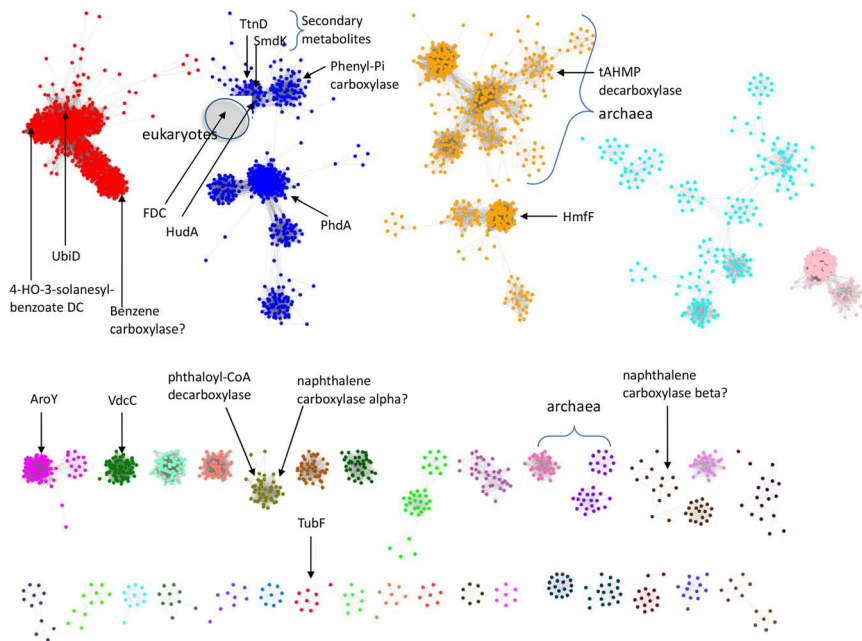 TtnD
SmdK
Secondary
metabolites
Phenyl-Pi
carboxylase
eukaryotes
FDC
HudA
PhdA
UbiD
4-HO-3-solanesyl-
benzoate DC
Benzene
carboxylase?
tAHMP
decarboxylase
archaea
HmfF
AroY
VdcC
phthaloyl-CoA
decarboxylase
naphthalene
carboxylase alpha?
archaea
naphthalene
carboxylase beta?
TubF